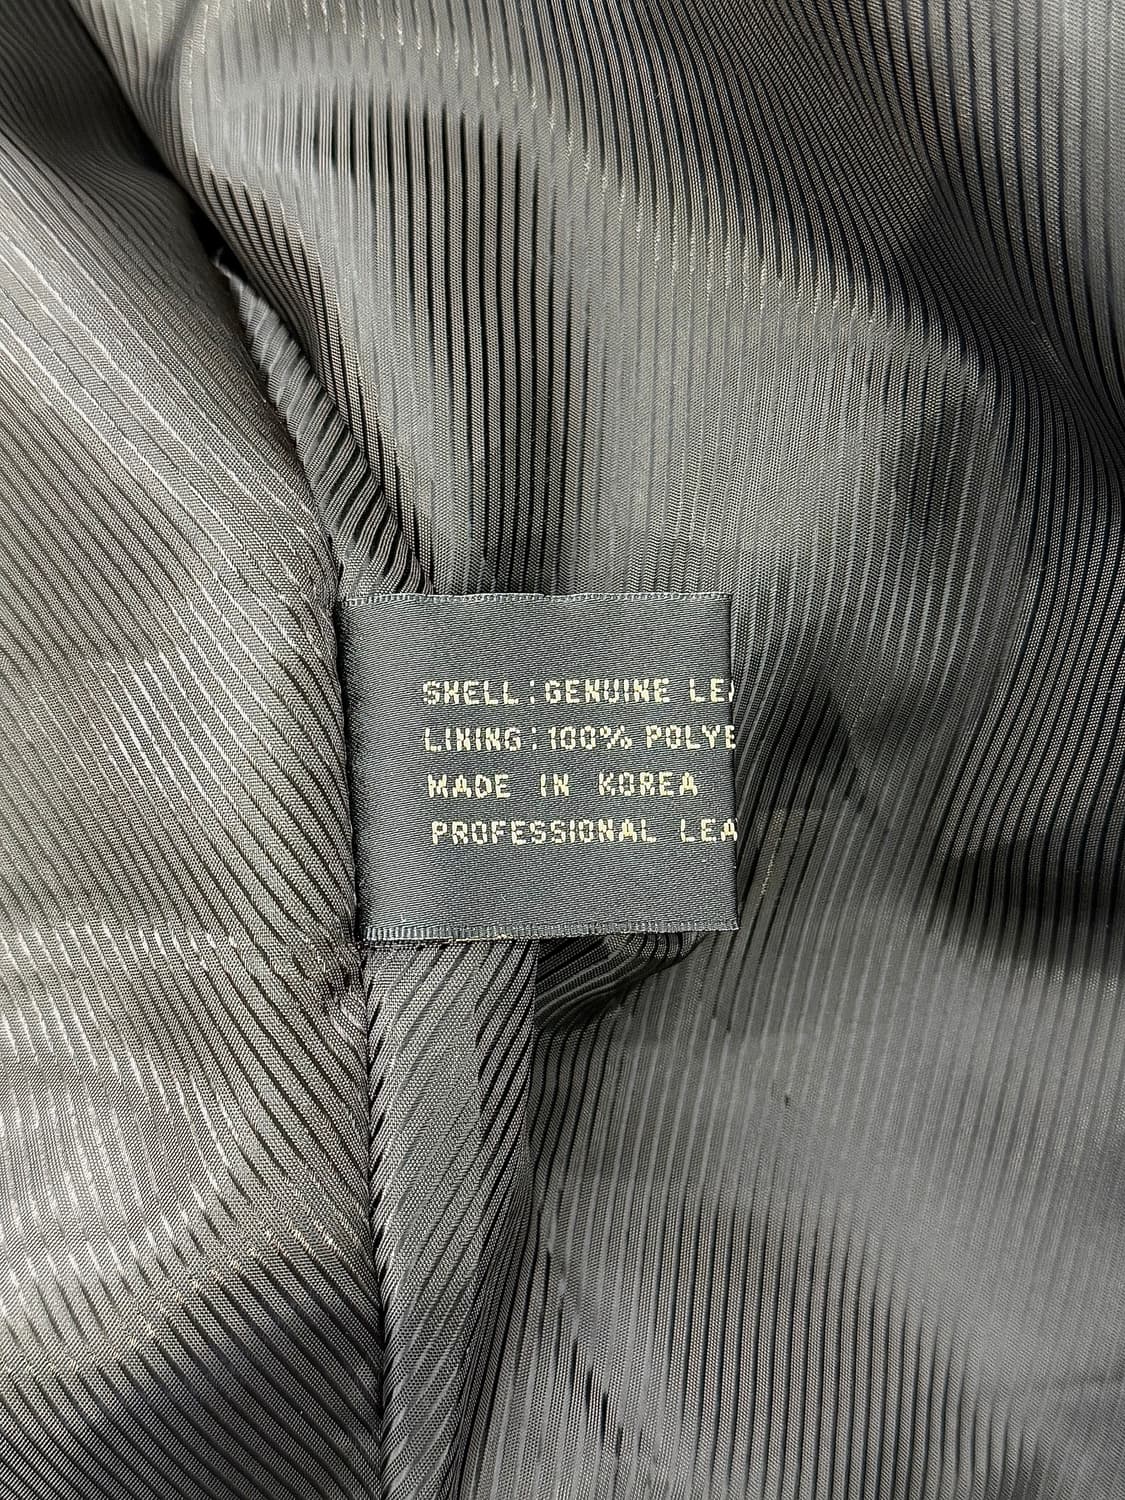 SHELL:GENUINE LEA
LINING:100% POLYE
MADE IN KOREA
PROFESSIONAL LEA